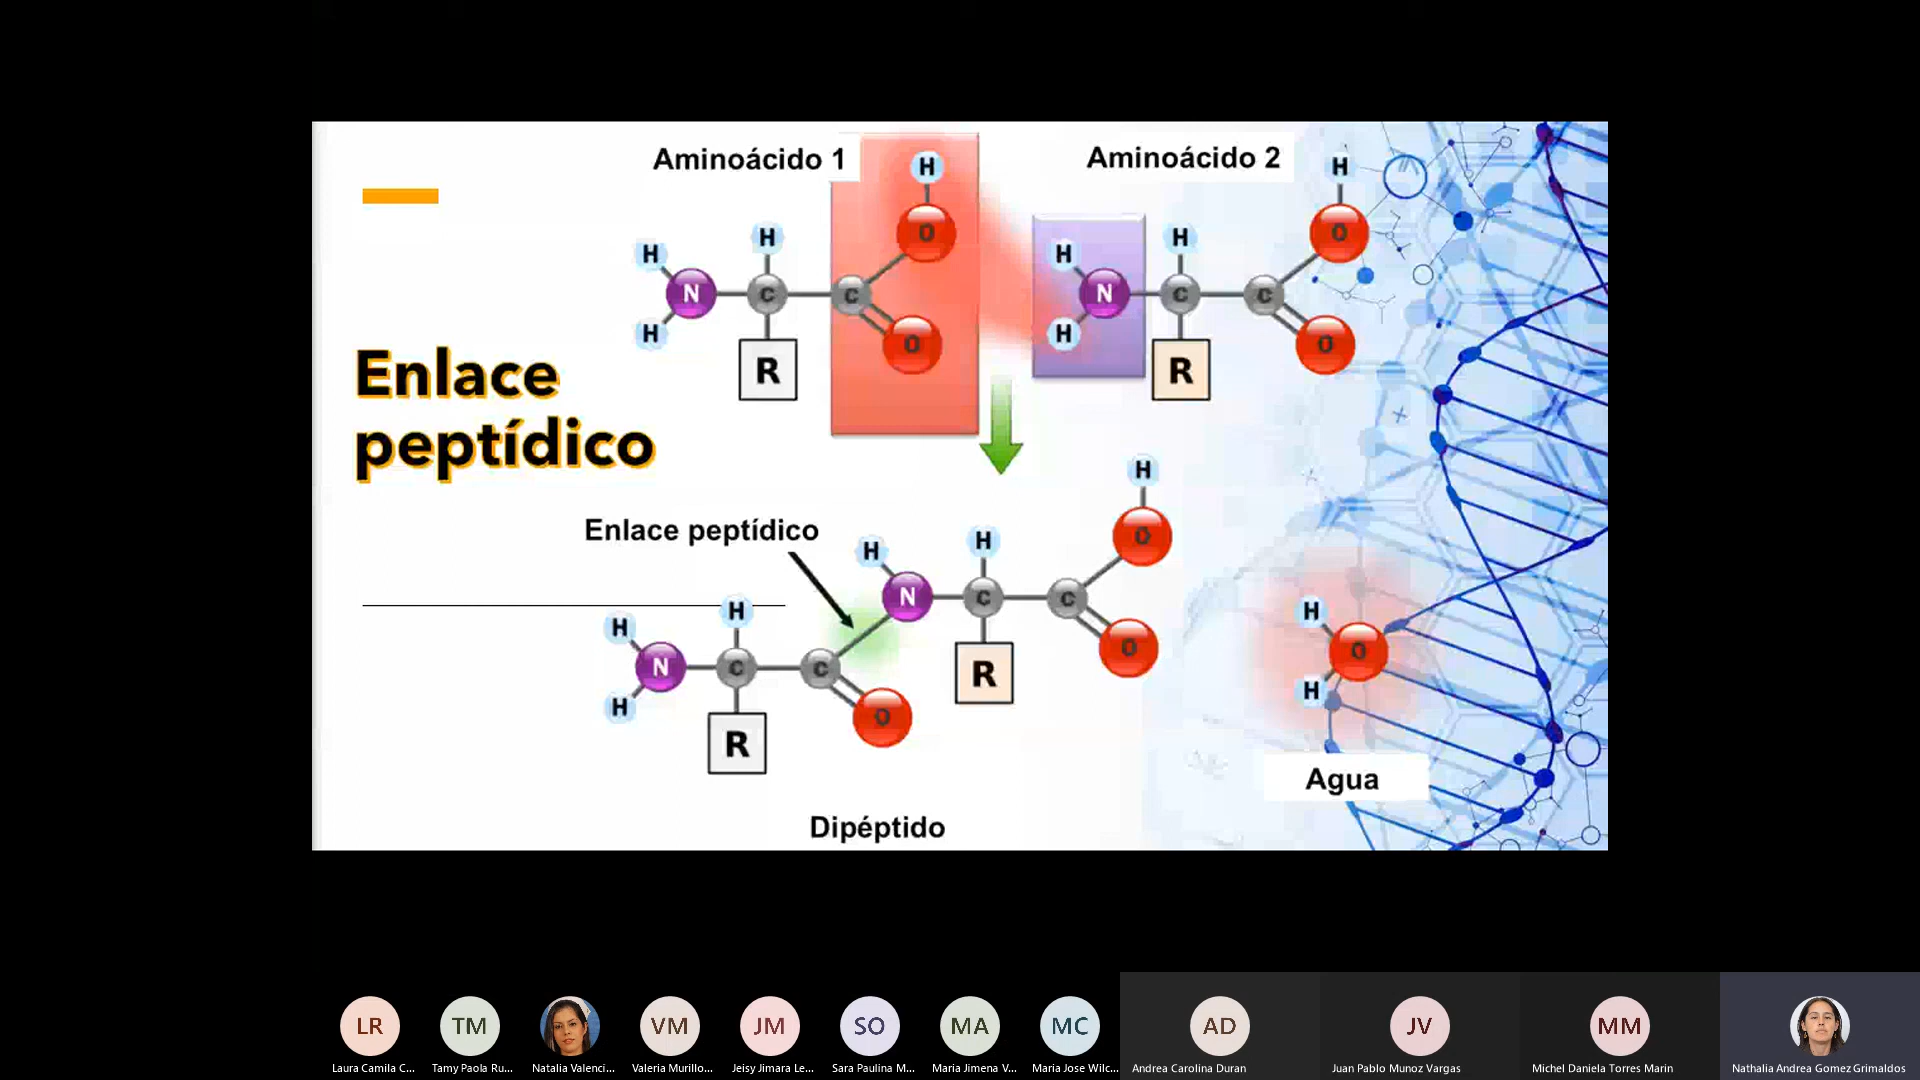 Aminoácido 1
Aminoácido 2
H
H
H
O
H
N
C
C
H
R
O
H
H
H
O
N
C
C
H
R
O
Enlace
peptídico
Enlace peptídico
H
H
H
O
N
C
C
H
H
N
C
C
H
R
O
R
O
H
O
H
Agua
Dipéptido
LR
TM
VM
JM
SO
MA
MC
AD
JV
MM
Laura Camila C...
Tamy Paola Ru...
Natalia Valenci...
Valeria Murillo...
Jeisy Jimara Le...
Sara Paulina M...
Maria Jimena V...
Maria Jose Wilc...
Andrea Carolina Duran
Juan Pablo Munoz Vargas
Michel Daniela Torres Marin
Nathalia Andrea Gomez Grimaldos